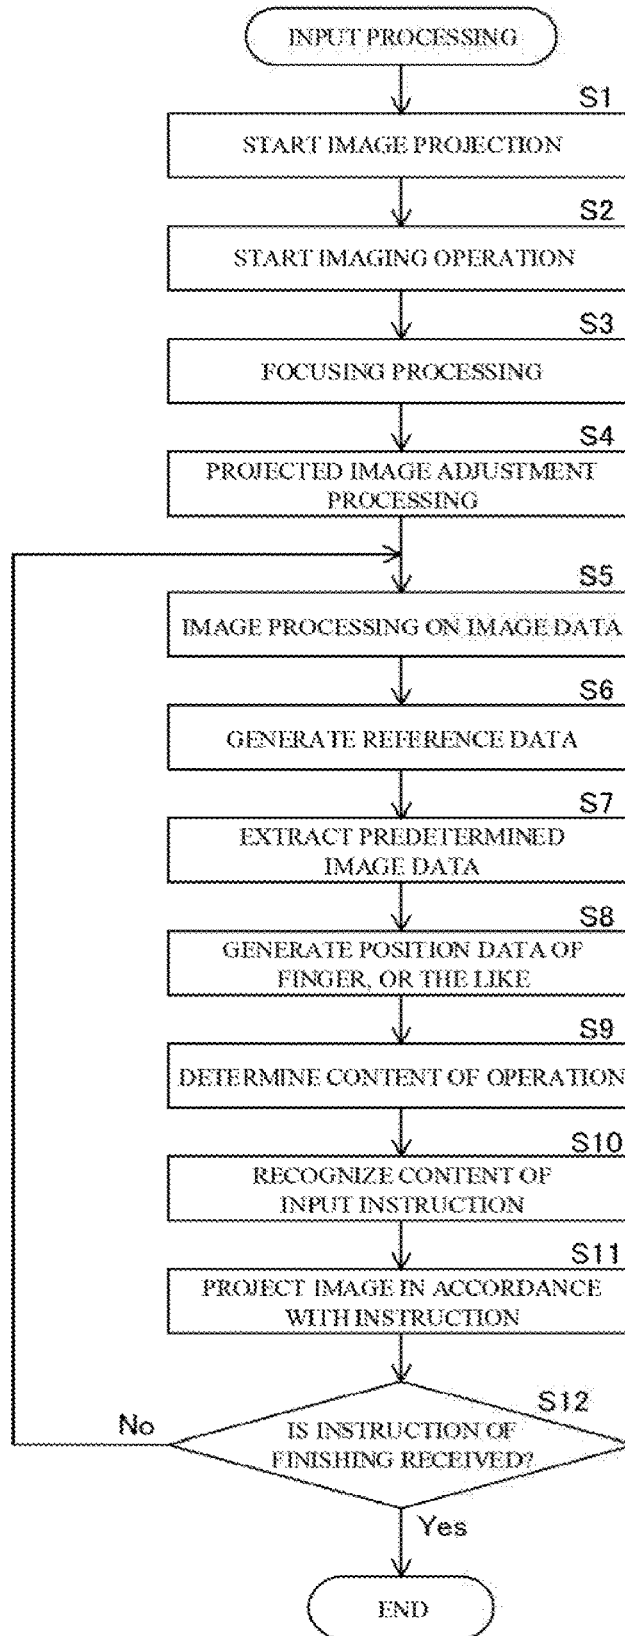 INPUT PROCESSING
S1
START IMAGE PROJECTION
S2
START IMAGING OPERATION
S3
FOCUSING PROCESSING
S4
PROJECTED IMAGE ADJUSTMENT
PROCESSING
S5
IMAGE PROCESSING ON IMAGE DATA
S6
GENERATE REFERENCE DATA
S7
EXTRACT PREDETERMINED
IMAGE DATA
S8
GENERATE POSITION DATA OF
FINGER, OR THE LIKE
S9
DETERMINE CONTENT OF OPERATION
S10
RECOGNIZE CONTENT OF
INPUT INSTRUCTION
S11
PROJECT IMAGE IN ACCORDANCE
WITH INSTRUCTION
S12
No
IS INSTRUCTION OF
FINISHING RECEIVED?
Yes
END